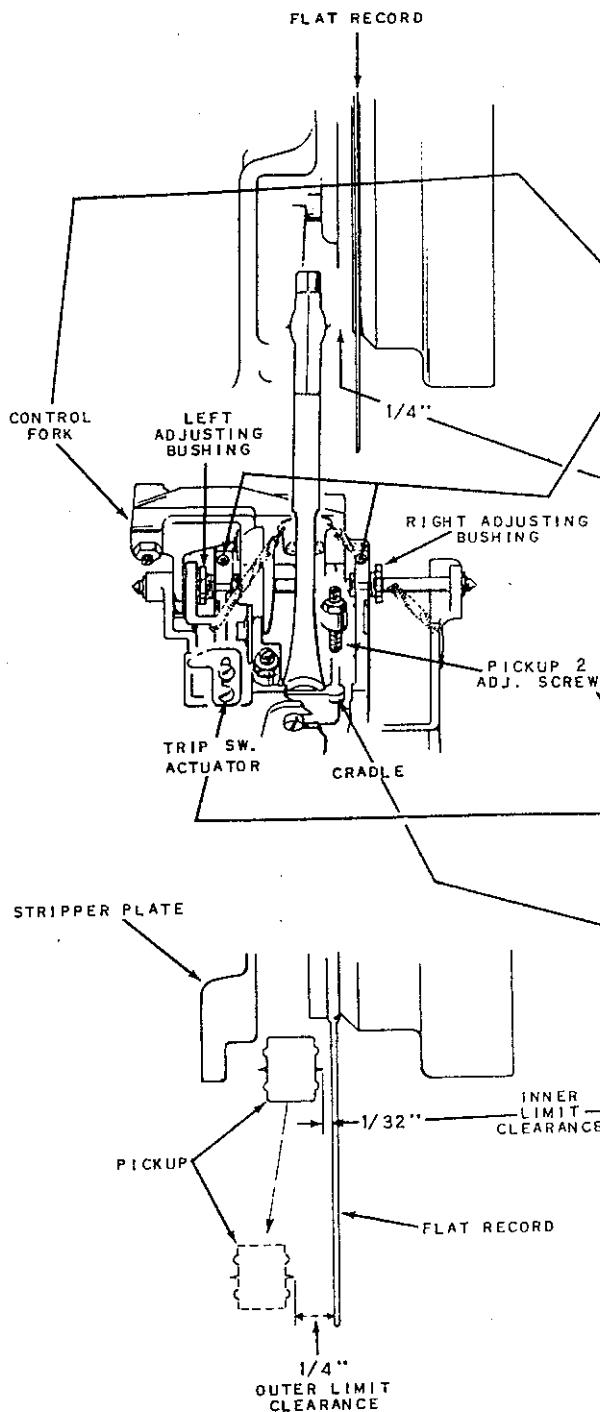 FLAT RECORD
1/4"
CONTROL
FORK
LEFT
ADJUSTING
BUSHING
RIGHT ADJUSTING
BUSHING
PICKUP 2
ADJ. SCREW
TRIP SW.
ACTUATOR
CRADLE
STRIPPER PLATE
PICKUP
1/32"
INNER
LIMIT
CLEARANCE
FLAT RECORD
1/4"
OUTER LIMIT
CLEARANCE